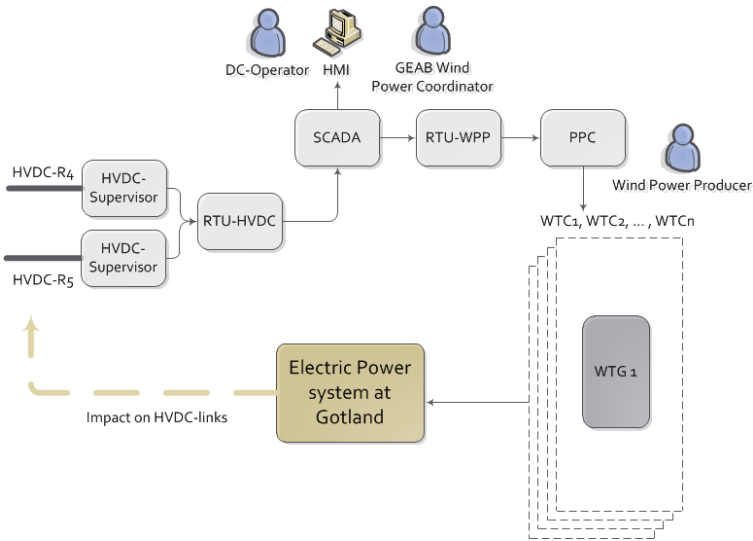 DC-Operator
HMI
GEAB Wind
Power Coordinator
SCADA
RTU-WPP
PPC
Wind Power Producer
HVDC-R4
HVDC-
Supervisor
RTU-HVDC
HVDC-
Supervisor
HVDC-R5
WTC1, WTC2, ... , WTCn
WTG 1
Electric Power
system at
Gotland
Impact on HVDC-links